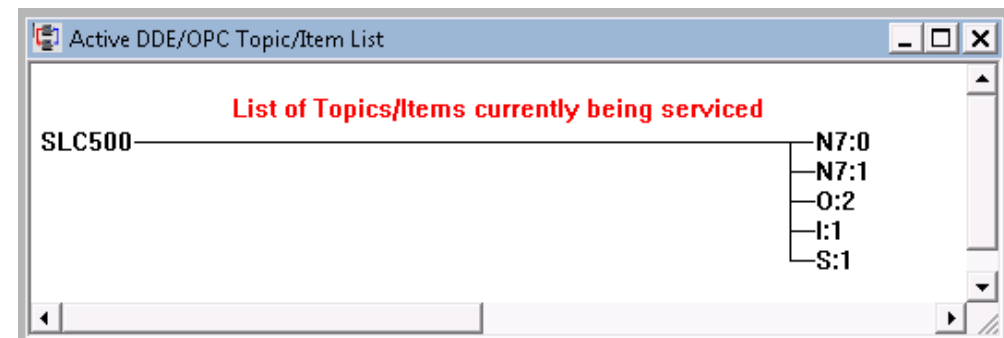 Active DDE/OPC Topic/Item List
List of Topics/Items currently being serviced
SLC500
N7:0
N7:1
O:2
I:1
S:1